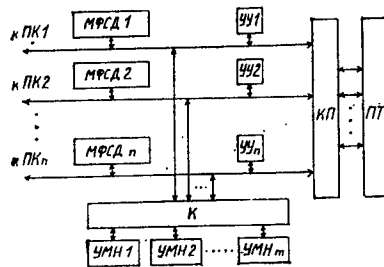 к ПК1 МФСД 1 УУ1
к ПК2 МФСД 2 УУ2
к ПКn МФСД n УУn
КП ПТ
...
К
УМН 1 УМН 2 ...... УМН m